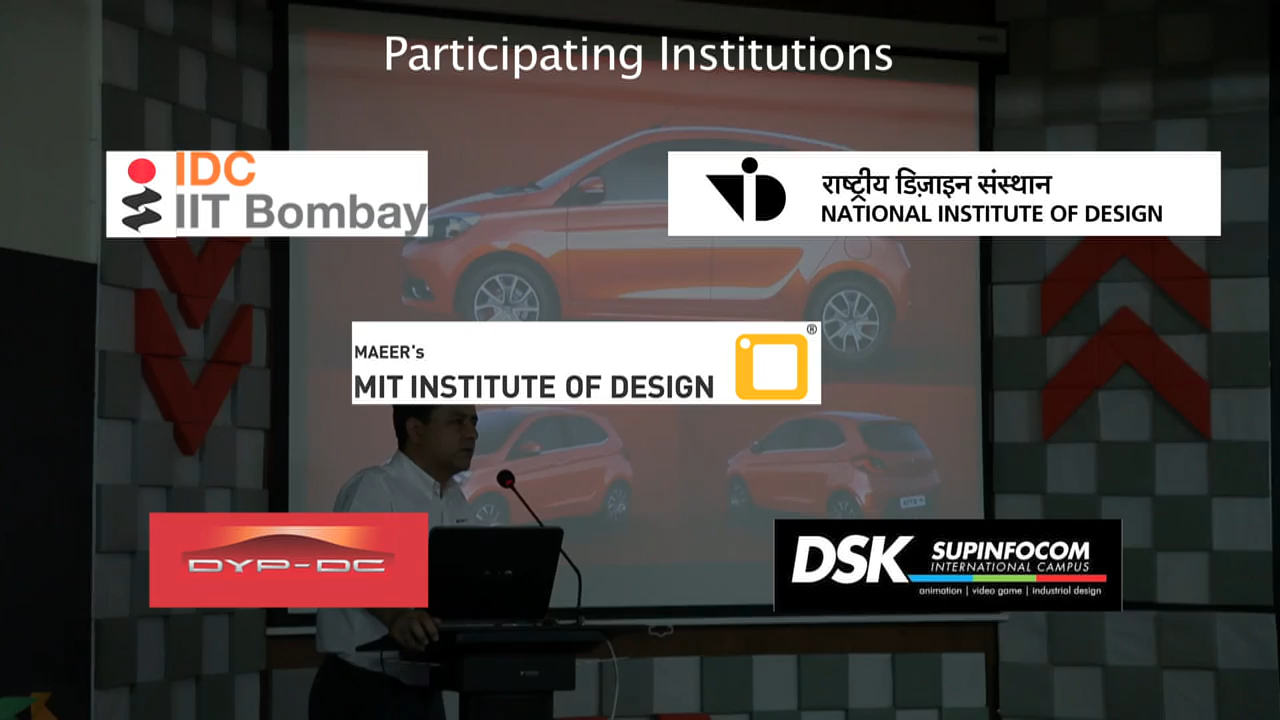 Participating Institutions
IDC
IIT Bombay
राष्ट्रीय डिज़ाइन संस्थान
NATIONAL INSTITUTE OF DESIGN
MAEER's
MIT INSTITUTE OF DESIGN
®
DYP-DC
DSK SUPINFOCOM
INTERNATIONAL CAMPUS
animation | video game | industrial design